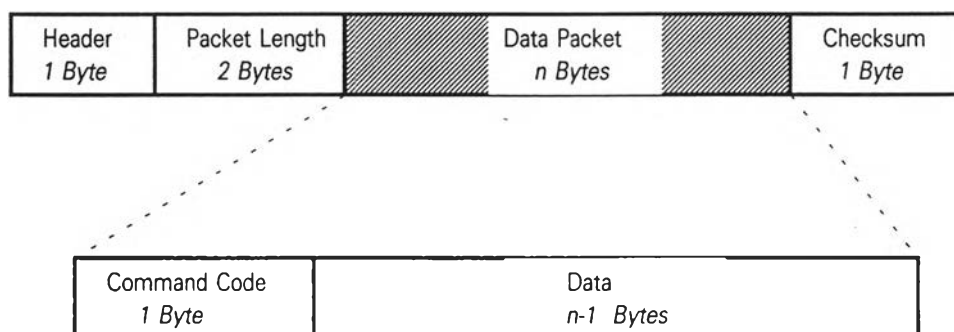 Header
1 Byte
Packet Length
2 Bytes
Data Packet
n Bytes
Checksum
1 Byte
Command Code
1 Byte
Data
n-1 Bytes